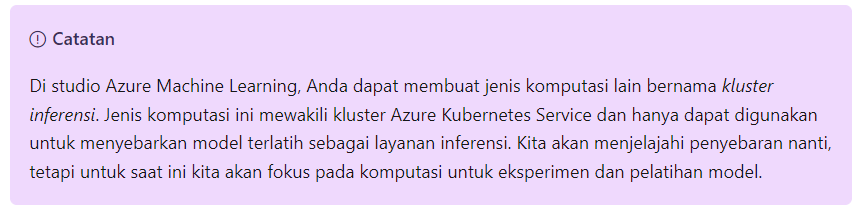 Catatan
Di studio Azure Machine Learning, Anda dapat membuat jenis komputasi lain bernama kluster
inferensi. Jenis komputasi ini mewakili kluster Azure Kubernetes Service dan hanya dapat digunakan
untuk menyebarkan model terlatih sebagai layanan inferensi. Kita akan menjelajahi penyebaran nanti,
tetapi untuk saat ini kita akan fokus pada komputasi untuk eksperimen dan pelatihan model.